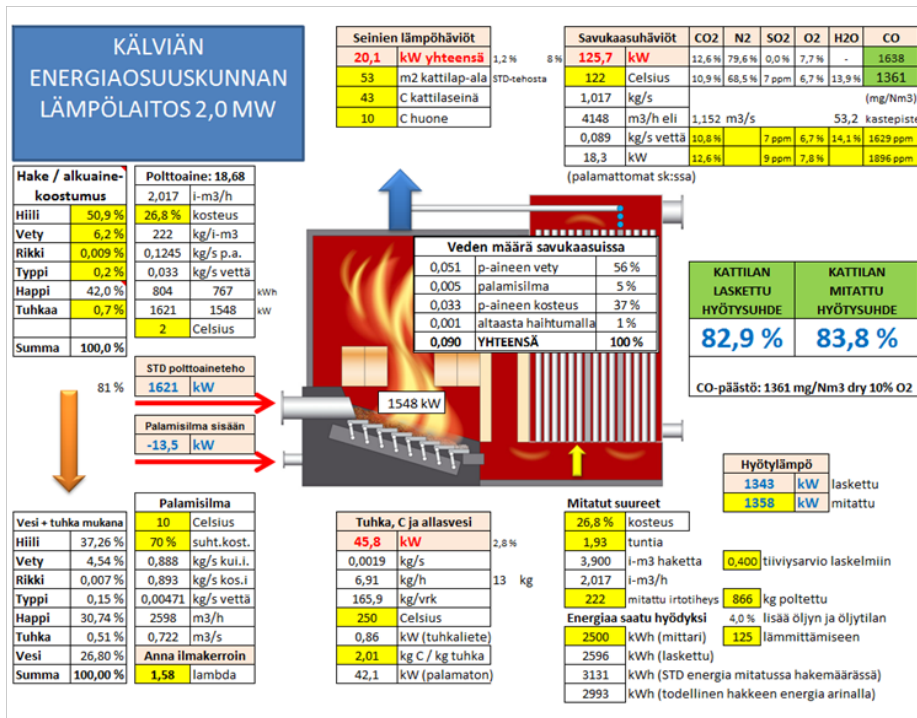 KÄLVIÄN
ENERGIAOSUUSKUNNAN
LÄMPÖLAITOS 2,0 MW
Seinien lämpöhäviöt
20,1 kW yhteensä 1,2 % 8 %
53 m2 kattilap-ala STD-tehosta
43 C kattilaseinä
10 C huone
Savukaasuhäviöt CO2 N2 SO2 O2 H2O CO
125,7 kW 12,6 % 79,6 % 0,0 % 7,7 % - 1638
122 Celsius 10,9 % 68,5 % 7 ppm 6,7 % 13,9 % 1361
1,017 kg/s (mg/Nm3)
4148 m3/h eli 1,152 m3/s 53,2 kastepiste
0,089 kg/s vettä 10,8 % 7 ppm 6,7 % 14,1 % 1629 ppm
18,3 kW 12,6 % 9 ppm 7,8 % 1896 ppm
(palamattomat sk:ssa)
Hake / alkuaine-
koostumus
Hiili 50,9 %
Vety 6,2 %
Rikki 0,009 %
Typpi 0,2 %
Happi 42,0 %
Tuhkaa 0,7 %
Summa 100,0 %
Polttoaine: 18,68
2,017 i-m3/h
26,8 % kosteus
222 kg/i-m3
0,1245 kg/s p.a.
0,033 kg/s vettä
804 767 kWh
1621 1548 kW
2 Celsius
Veden määrä savukaasuissa
0,051 p-aineen vety 56 %
0,005 palamisilma 5 %
0,033 p-aineen kosteus 37 %
0,001 altaasta haihtumalla 1 %
0,090 YHTEENSÄ 100 %
KATTILAN
LASKETTU
HYÖTYSUHDE
82,9 %
KATTILAN
MITATTU
HYÖTYSUHDE
83,8 %
CO-päästö: 1361 mg/Nm3 dry 10% O2
81 %
STD polttoaineteho
1621 kW
1548 kW
Palamisilma sisään
-13,5 kW
Hyötylämpö
1343 kW laskettu
1358 kW mitattu
Vesi + tuhka mukana
Hiili 37,26 %
Vety 4,54 %
Rikki 0,007 %
Typpi 0,15 %
Happi 30,74 %
Tuhka 0,51 %
Vesi 26,80 %
Summa 100,00 %
Palamisilma
10 Celsius
70 % suht.kost.
0,888 kg/s kui.i.
0,893 kg/s kos.i
0,00471 kg/s vettä
2598 m3/h
0,722 m3/s
Anna ilmakerroin
1,58 lambda
Tuhka, C ja allasvesi
45,8 kW 2,8 %
0,0019 kg/s
6,91 kg/h 13 kg
165,9 kg/vrk
250 Celsius
0,86 kW (tuhkaliete)
2,01 kg C / kg tuhka
42,1 kW (palamaton)
Mitatut suureet
26,8 % kosteus
1,93 tuntia
3,900 i-m3 haketta 0,400 tiiviysarvio laskelmiin
2,017 i-m3/h
222 mitattu irtotiheys 866 kg poltettu
Energiaa saatu hyödyksi 4,0 % lisää öljyn ja öljytilan
2500 kWh (mittari) 125 lämmittämiseen
2596 kWh (laskettu)
3131 kWh (STD energia mitatussa hakemäärässä)
2993 kWh (todellinen hakkeen energia arinalla)